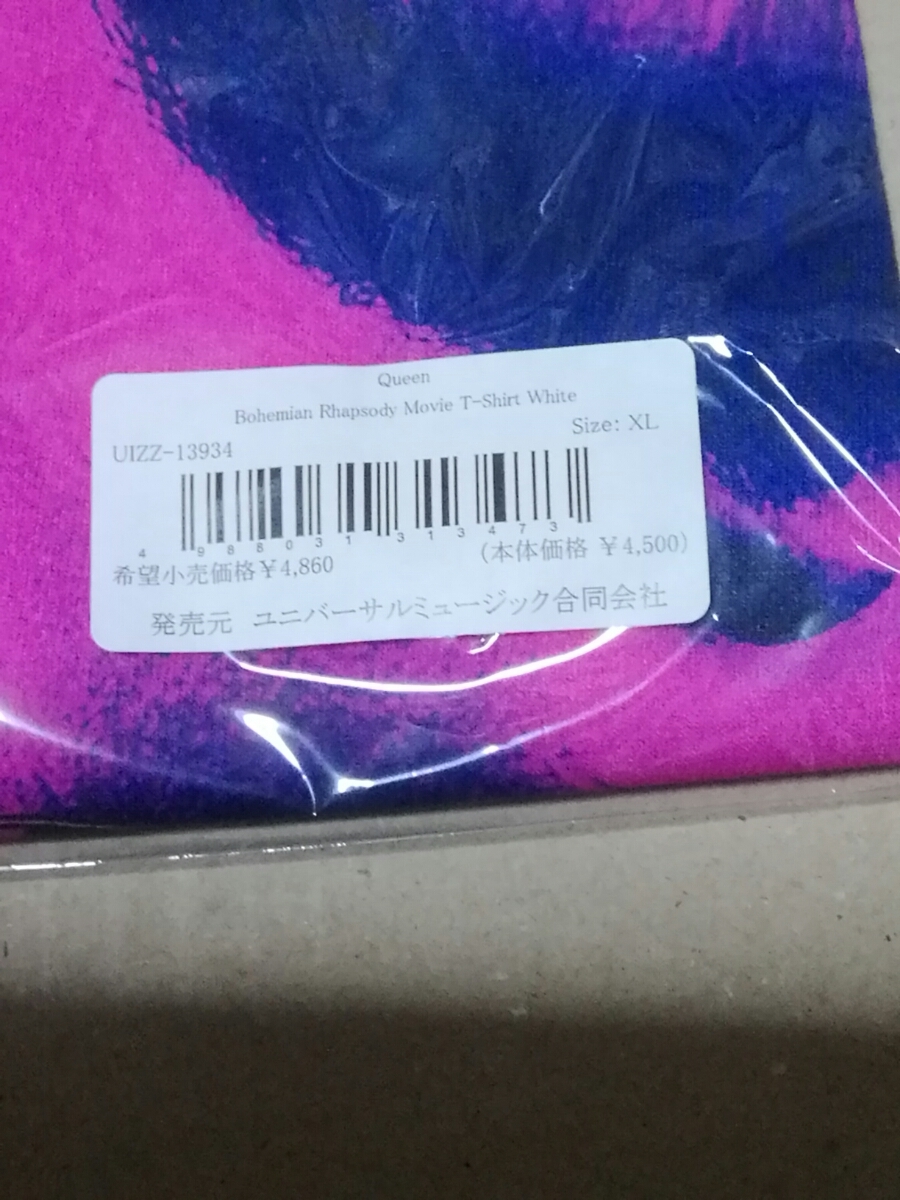 Queen
Bohemian Rhapsody Movie T-Shirt White
Size: XL
UIZZ-13934
4 988031 313473
希望小売価格¥4,860 (本体価格 ¥4,500)
発売元 ユニバーサルミュージック合同会社